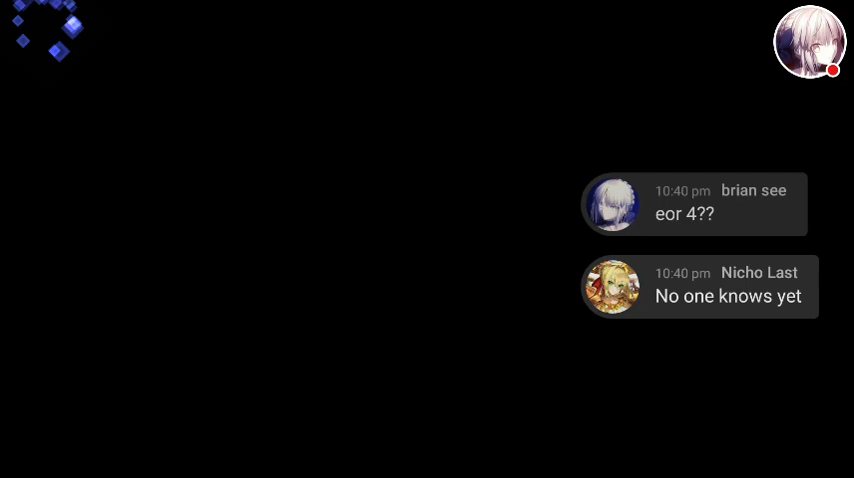 10:40 pm brian see
eor 4??
10:40 pm Nicho Last
No one knows yet